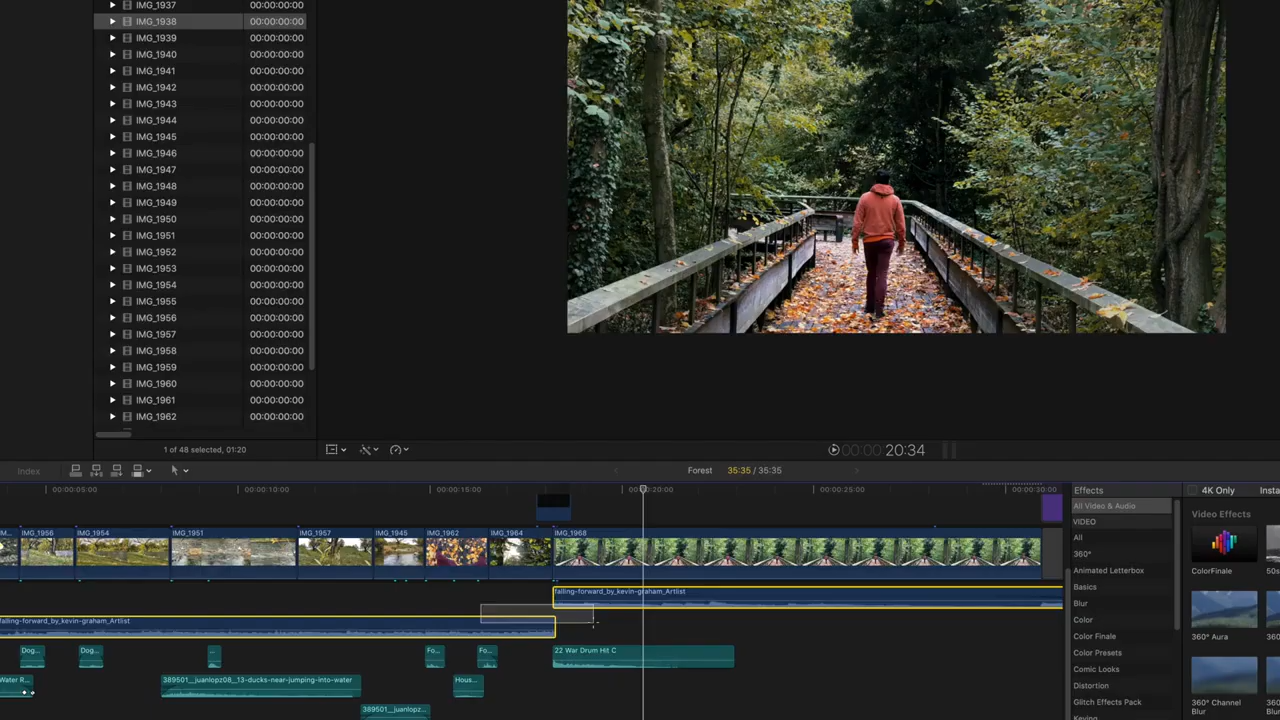 IMG_1937 00:00:00:00
IMG_1938 00:00:00:00
IMG_1939 00:00:00:00
IMG_1940 00:00:00:00
IMG_1941 00:00:00:00
IMG_1942 00:00:00:00
IMG_1943 00:00:00:00
IMG_1944 00:00:00:00
IMG_1945 00:00:00:00
IMG_1946 00:00:00:00
IMG_1947 00:00:00:00
IMG_1948 00:00:00:00
IMG_1949 00:00:00:00
IMG_1950 00:00:00:00
IMG_1951 00:00:00:00
IMG_1952 00:00:00:00
IMG_1953 00:00:00:00
IMG_1954 00:00:00:00
IMG_1955 00:00:00:00
IMG_1956 00:00:00:00
IMG_1957 00:00:00:00
IMG_1958 00:00:00:00
IMG_1959 00:00:00:00
IMG_1960 00:00:00:00
IMG_1961 00:00:00:00
IMG_1962 00:00:00:00
1 of 48 selected, 01:20
00:00:20:34
Index
Forest 35:35 / 35:35
00:00:05:00 00:00:10:00 00:00:15:00 00:00:20:00 00:00:25:00 00:00:30:00
M... IMG_1956 IMG_1954 IMG_1951 IMG_1957 IMG_1945 IMG_1962 IMG_1964 IMG_1968
falling-forward_by_kevin-graham_Artlist
falling-forward_by_kevin-graham_Artlist
Dog... Dog... ... Fo... Fo... 22 War Drum Hit C
Water R... 389501__juanlopz08__13-ducks-near-jumping-into-water Hous...
389501__juanlopz...
Effects
All Video & Audio
VIDEO
All
360°
Animated Letterbox
Basics
Blur
Color
Color Finale
Color Presets
Comic Looks
Distortion
Glitch Effects Pack
Keying
4K Only Insta
Video Effects
ColorFinale 50s
360° Aura 360°
360° Channel Blur 360°